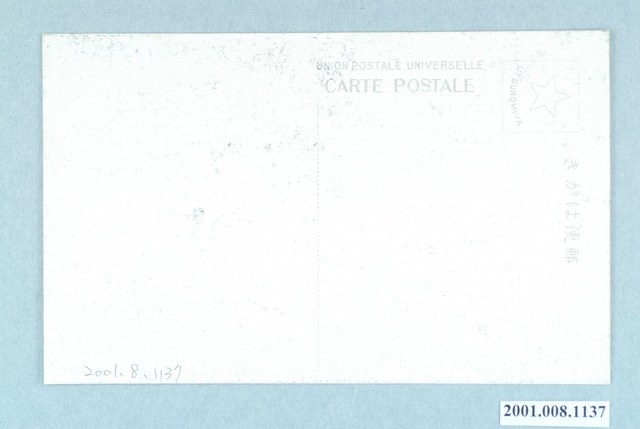 UNION POSTALE UNIVERSELLE
CARTE POSTALE
きがは便郵
2001.8.1137
2001.008.1137